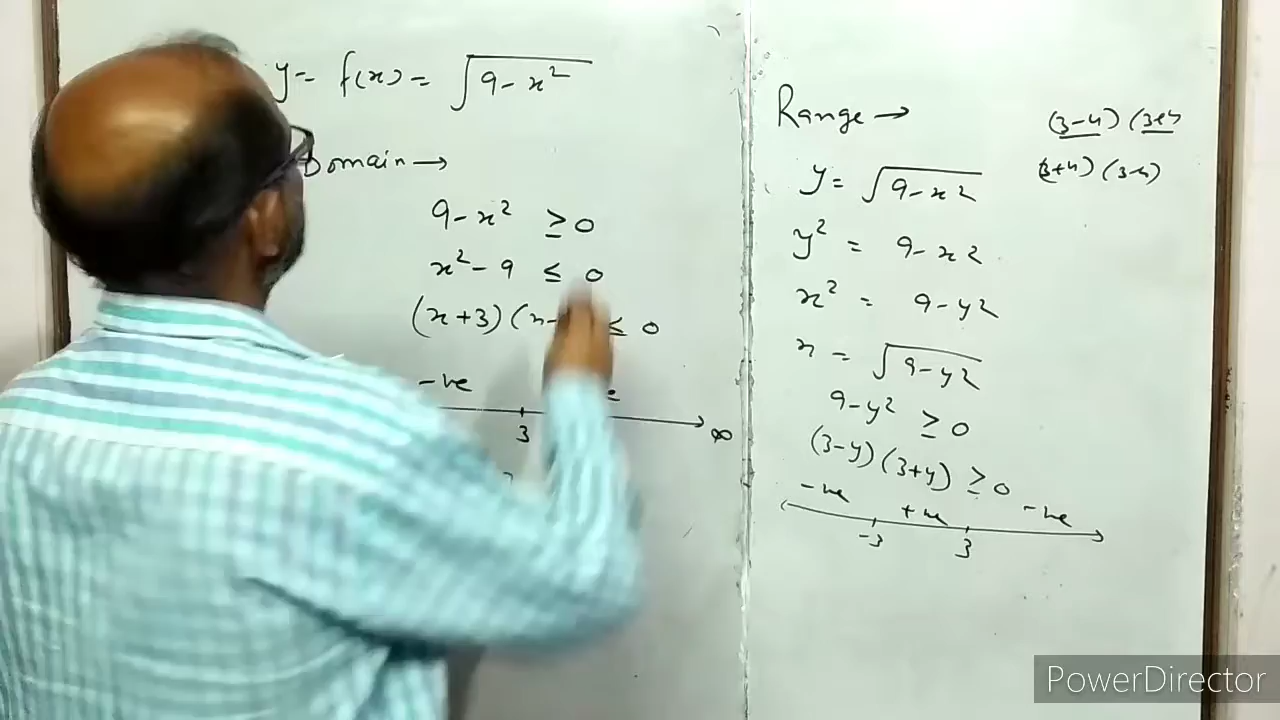 y = f(x) = √(9 - x²)
Domain →
9 - x² ≥ 0
x² - 9 ≤ 0
(x + 3) (x - ≤ 0
-ve
3 ∞
Range →
y = √(9 - x²)
y² = 9 - x²
x² = 9 - y²
x = √(9 - y²)
9 - y² ≥ 0
(3 - y) (3 + y) ≥ 0
-ve +ve -ve
-3 3
(3-4) (3+4
(3+4) (3-4)
PowerDirector